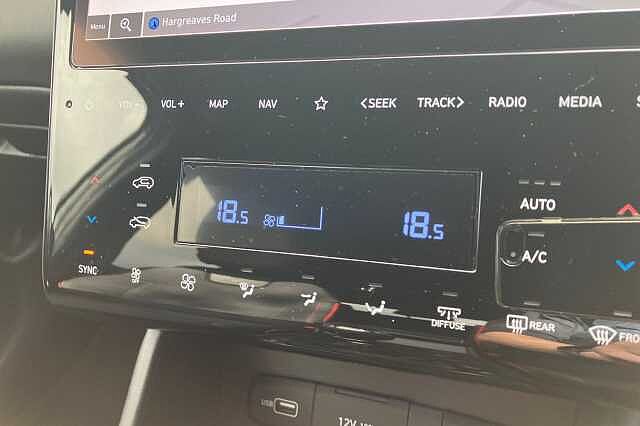 Menu
Hargreaves Road
VOL- VOL+ MAP NAV <SEEK TRACK> RADIO MEDIA
18.5 18.5
AUTO
A/C
SYNC
DIFFUSE
REAR
USB
12V